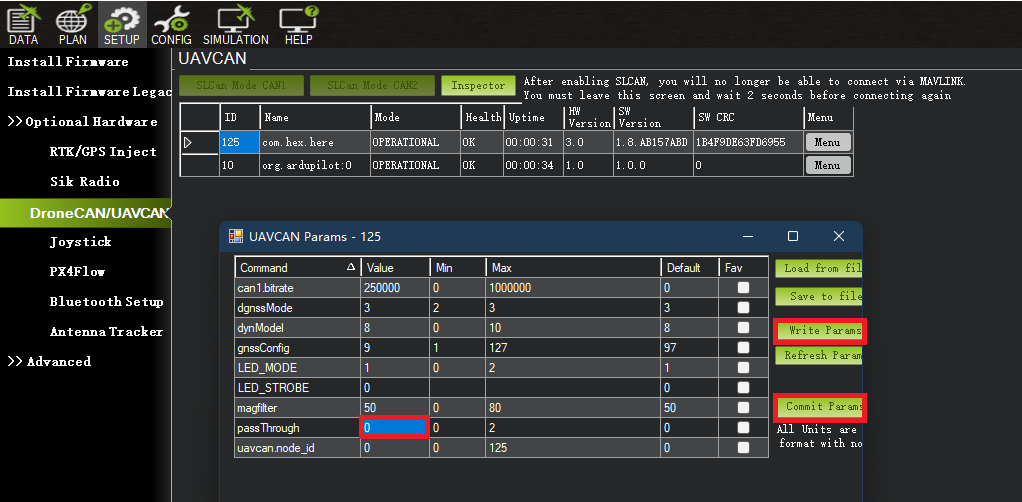 DATA PLAN SETUP CONFIG SIMULATION HELP
Install Firmware
Install Firmware Legac
>> Optional Hardware
RTK/GPS Inject
Sik Radio
DroneCAN/UAVCAN
Joystick
PX4Flow
Bluetooth Setup
Antenna Tracker
>> Advanced
UAVCAN
SLCan Mode CAN1 SLCan Mode CAN2 Inspector
After enabling SLCAN, you will no longer be able to connect via MAVLINK.
You must leave this screen and wait 2 seconds before connecting again
ID Name Mode Health Uptime HW Version SW Version SW CRC Menu
125 com.hex.here OPERATIONAL OK 00:00:31 3.0 1.8.AB157ABD 1B4F9DE63FD6955 Menu
10 org.ardupilot:0 OPERATIONAL OK 00:00:34 1.0 1.0.0 0 Menu
UAVCAN Params - 125
Command Value Min Max Default Fav
can1.bitrate 250000 0 1000000 0
dgnssMode 3 2 3 3
dynModel 8 0 10 8
gnssConfig 9 1 127 97
LED_MODE 1 0 2 1
LED_STROBE 0 0
magfilter 50 0 80 50
passThrough 0 0 2 0
uavcan.node_id 0 0 125 0
Load from fil
Save to file
Write Params
Refresh Param
Commit Params
All Units are
format with no